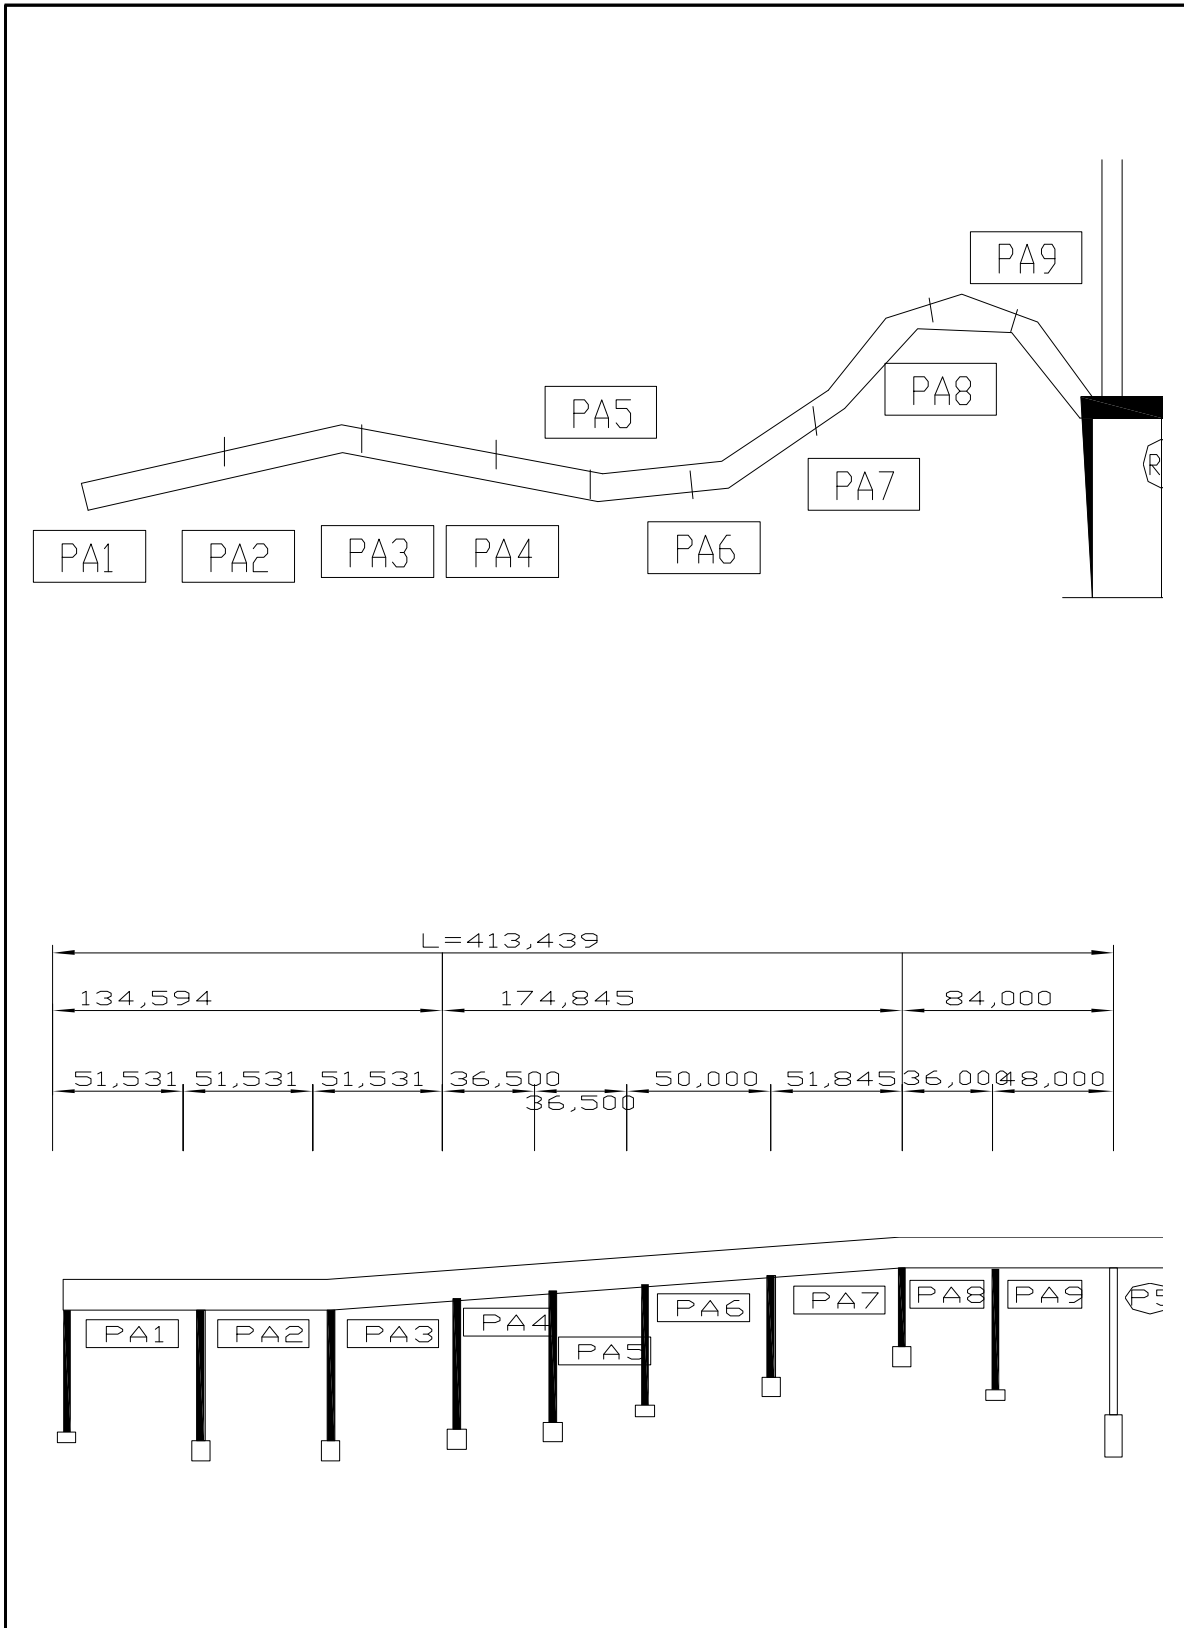 PA9
PA8
PA5
PA7
R
PA1 PA2 PA3 PA4 PA6
L=413,439
134,594 174,845 84,000
51,531 51,531 51,531 36,500 50,000 51,845 36,000 48,000
36,500
PA1 PA2 PA3 PA4 PA5 PA6 PA7 PA8 PA9 P5